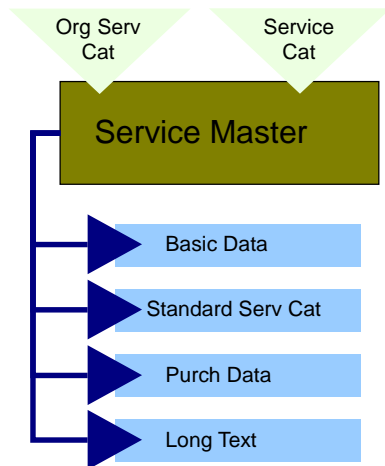 Org Serv
Cat
Service
Cat
Service Master
Basic Data
Standard Serv Cat
Purch Data
Long Text